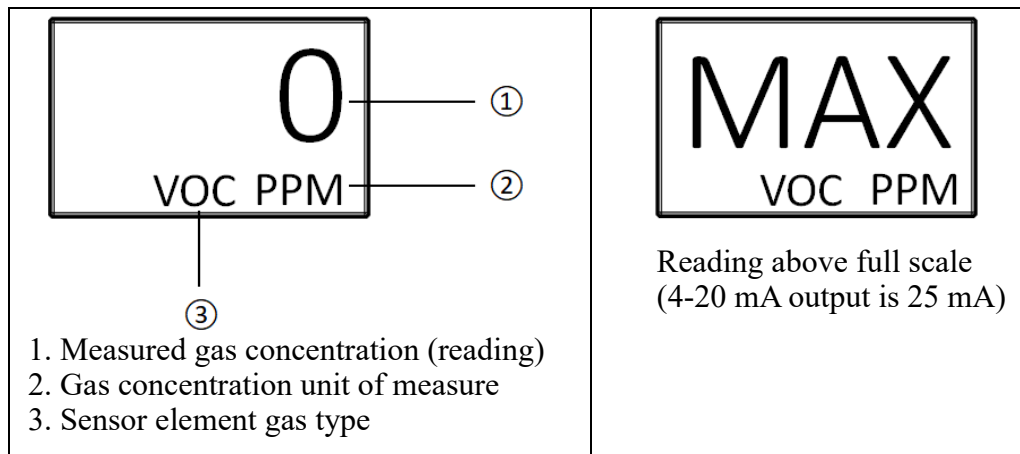 0
①
VOC PPM
②
③
1. Measured gas concentration (reading)
2. Gas concentration unit of measure
3. Sensor element gas type
MAX
VOC PPM
Reading above full scale
(4-20 mA output is 25 mA)